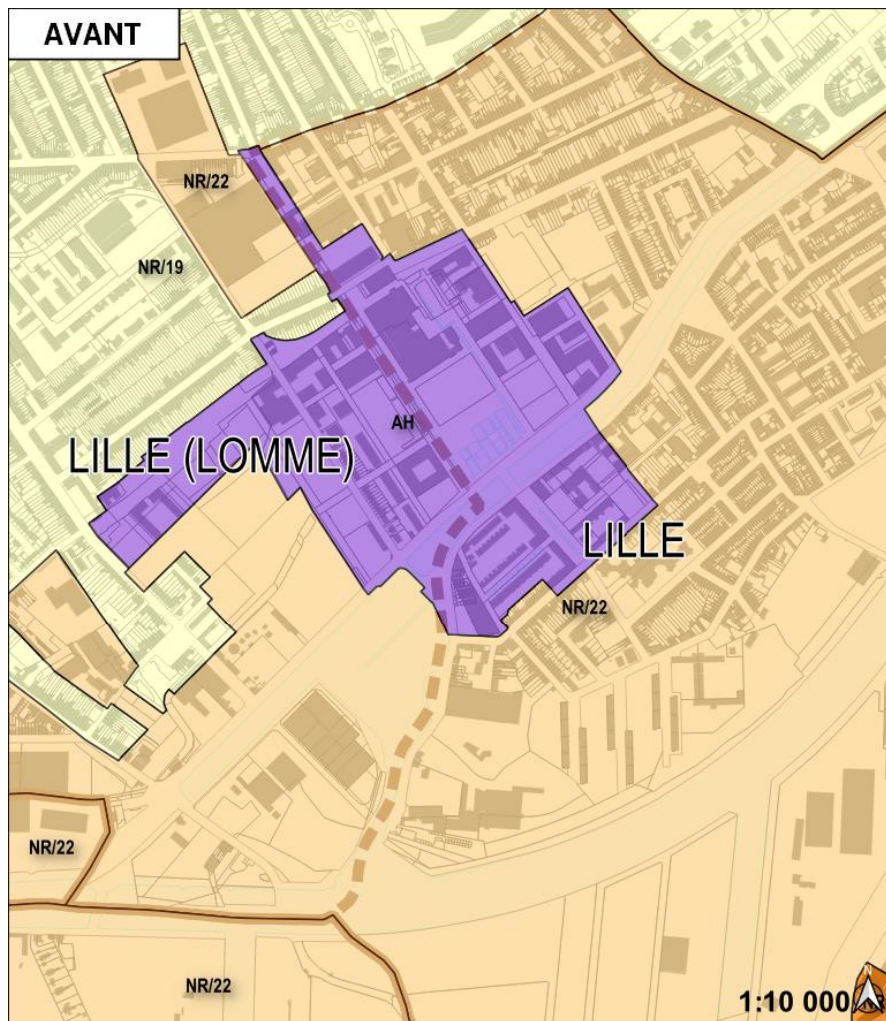 AVANT
NR/22
NR/19
AH
LILLE (LOMME)
LILLE
NR/22
NR/22
NR/22
1:10 000
N